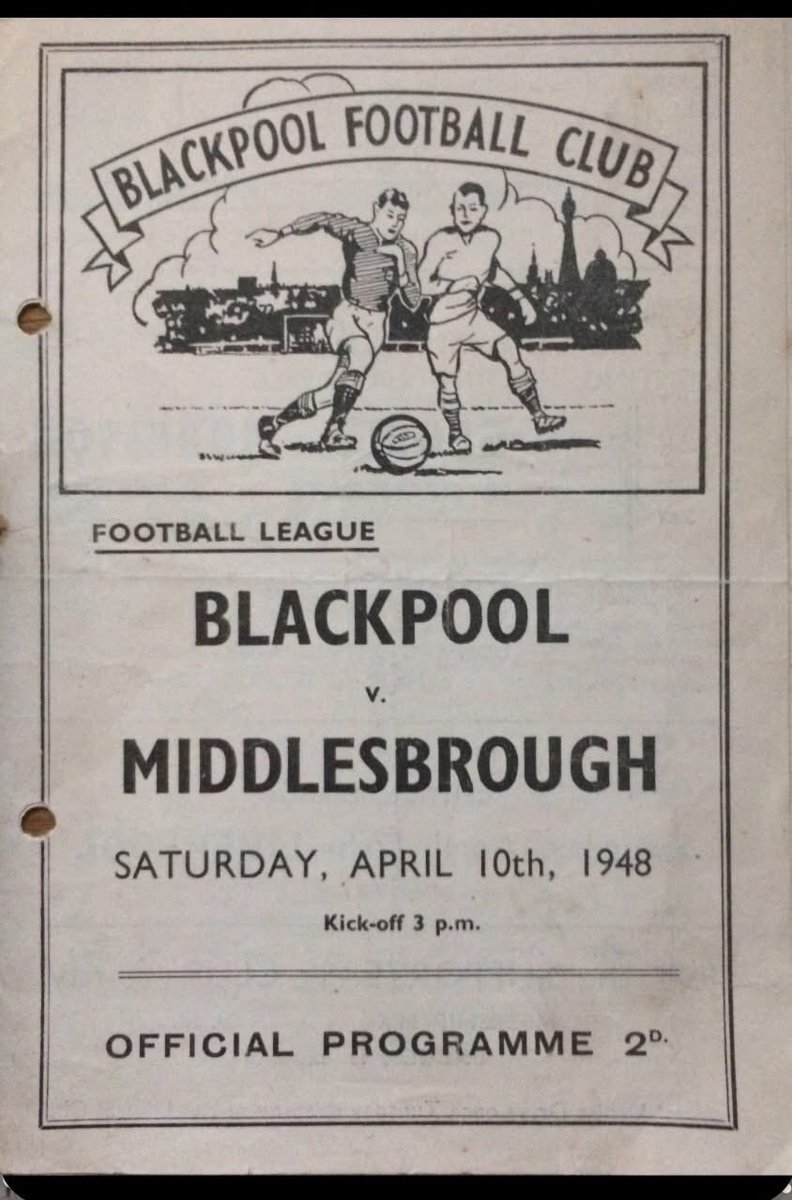 BLACKPOOL FOOTBALL CLUB
FOOTBALL LEAGUE
BLACKPOOL
v.
MIDDLESBROUGH
SATURDAY, APRIL 10th, 1948
Kick-off 3 p.m.
OFFICIAL PROGRAMME 2D.